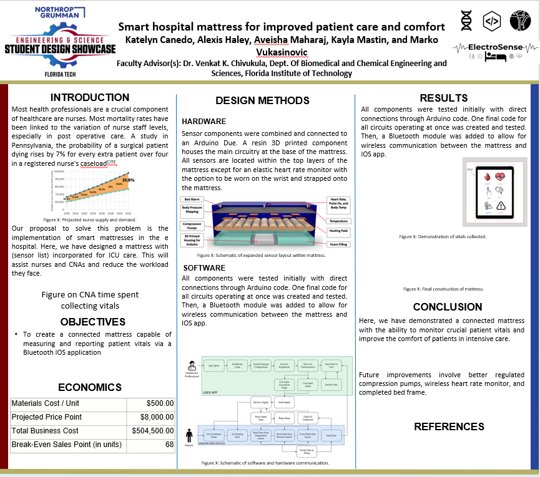 NORTHROP
GRUMMAN
ENGINEERING & SCIENCE
STUDENT DESIGN SHOWCASE
FLORIDA TECH
Smart hospital mattress for improved patient care and comfort
Katelyn Canedo, Alexis Haley, Aveisha Maharaj, Kayla Mastin, and Marko
Vukasinovic
Faculty Advisor(s): Dr. Venkat K. Chivukula, Dept. Of Biomedical and Chemical Engineering and
Sciences, Florida Institute of Technology
ElectroSense
INTRODUCTION
Most health professionals are a crucial component
of healthcare are nurses. Most mortality rates have
been linked to the variation of nurse staff levels,
especially in post operative care. A study in
Pennsylvania, the probability of a surgical patient
dying rises by 7% for every extra patient over four
in a registered nurse's caseload
21.9%
Figure X: Projected nurse supply and demand.
Our proposal to solve this problem is the
implementation of smart mattresses in the e
hospital. Here, we have designed a mattress with
(sensor list) incorporated for ICU care. This will
assist nurses and CNAs and reduce the workload
they face.
Figure on CNA time spent
collecting vitals
OBJECTIVES
• To create a connected mattress capable of
measuring and reporting patient vitals via a
Bluetooth IOS application
ECONOMICS
Materials Cost / Unit $500.00
Projected Price Point $8,000.00
Total Business Cost $504,500.00
Break-Even Sales Point (in units) 68
DESIGN METHODS
HARDWARE
Sensor components were combined and connected to
an Arduino Due. A resin 3D printed component
houses the main circuitry at the base of the mattress.
All sensors are located within the top layers of the
mattress except for an elastic heart rate monitor with
the option to be worn on the wrist and strapped onto
the mattress.
Bed Alarm
Body Pressure
Mapping
Compression
Pumps
3D Printed
Housing for
Arduino
Heart Rate,
Pulse Ox, and
Body Temp
Temperature
Heating Pads
Foam Filling
Figure X: Schematic of expanded sensor layout within mattress.
SOFTWARE
All components were tested initially with direct
connections through Arduino code. One final code for
all circuits operating at once was created and tested.
Then, a Bluetooth module was added to allow for
wireless communication between the mattress and
IOS app.
USER APP
Figure X: Schematic of software and hardware communication.
RESULTS
All components were tested initially with direct
connections through Arduino code. One final code
for all circuits operating at once was created and
tested. Then, a Bluetooth module was added to
allow for wireless communication between the
mattress and IOS app.
Figure X: Demonstration of vitals collected.
Figure X: Final construction of mattress.
CONCLUSION
Here, we have demonstrated a connected mattress
with the ability to monitor crucial patient vitals and
improve the comfort of patients in intensive care.
Future improvements involve better regulated
compression pumps, wireless heart rate monitor, and
completed bed frame.
REFERENCES